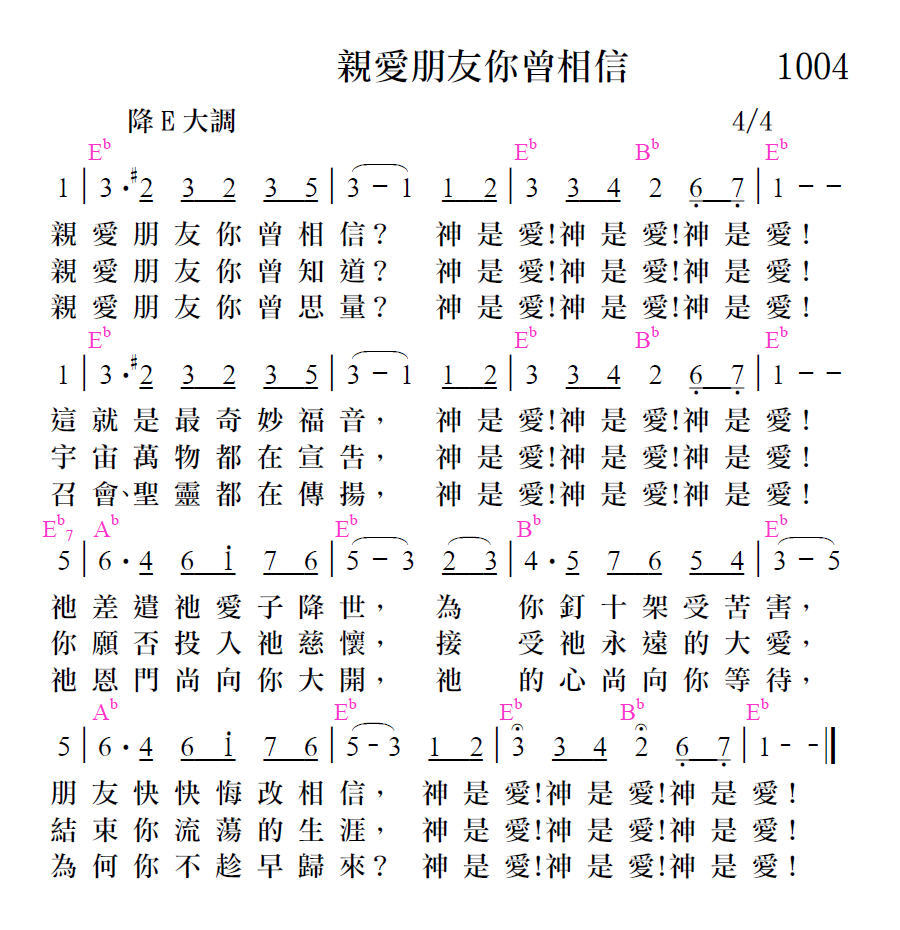 親愛朋友你曾相信 1004
降E大調 4/4
E♭ E♭ B♭ E♭
1 | 3 · #2 3 2 3 5 | 3 － 1 1 2 | 3 3 4 2 6̣ 7̣ | 1 － －
親愛朋友你曾相信？ 神是愛！神是愛！神是愛！
親愛朋友你曾知道？ 神是愛！神是愛！神是愛！
親愛朋友你曾思量？ 神是愛！神是愛！神是愛！
E♭ E♭ B♭ E♭
1 | 3 · #2 3 2 3 5 | 3 － 1 1 2 | 3 3 4 2 6̣ 7̣ | 1 － －
這就是最奇妙福音， 神是愛！神是愛！神是愛！
宇宙萬物都在宣告， 神是愛！神是愛！神是愛！
召會、聖靈都在傳揚， 神是愛！神是愛！神是愛！
E♭7 A♭ E♭ B♭ E♭
5 | 6 · 4 6 1̇ 7 6 | 5 － 3 2 3 | 4 · 5 7 6 5 4 | 3 － 5
祂差遣祂愛子降世， 為 你釘十架受苦害，
你願否投入祂慈懷， 接 受祂永遠的大愛，
祂恩門尚向你大開， 祂 的心尚向你等待，
A♭ E♭ E♭ B♭ E♭
5 | 6 · 4 6 1̇ 7 6 | 5 - 3 1 2 | 3 3 4 2 6̣ 7̣ | 1 - - ‖
朋友快快悔改相信， 神是愛！神是愛！神是愛！
結束你流蕩的生涯， 神是愛！神是愛！神是愛！
為何你不趁早歸來？ 神是愛！神是愛！神是愛！